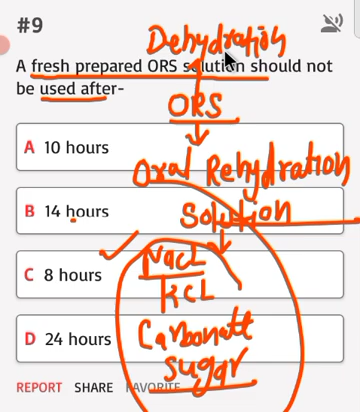 #9
Dehydration
A fresh prepared ORS solution should not
be used after-
ORS
A 10 hours
Oral Rehydration
B 14 hours
Solution
NaCL
C 8 hours
KCL
Carbonate
D 24 hours
sugar
REPORT SHARE FAVORITE